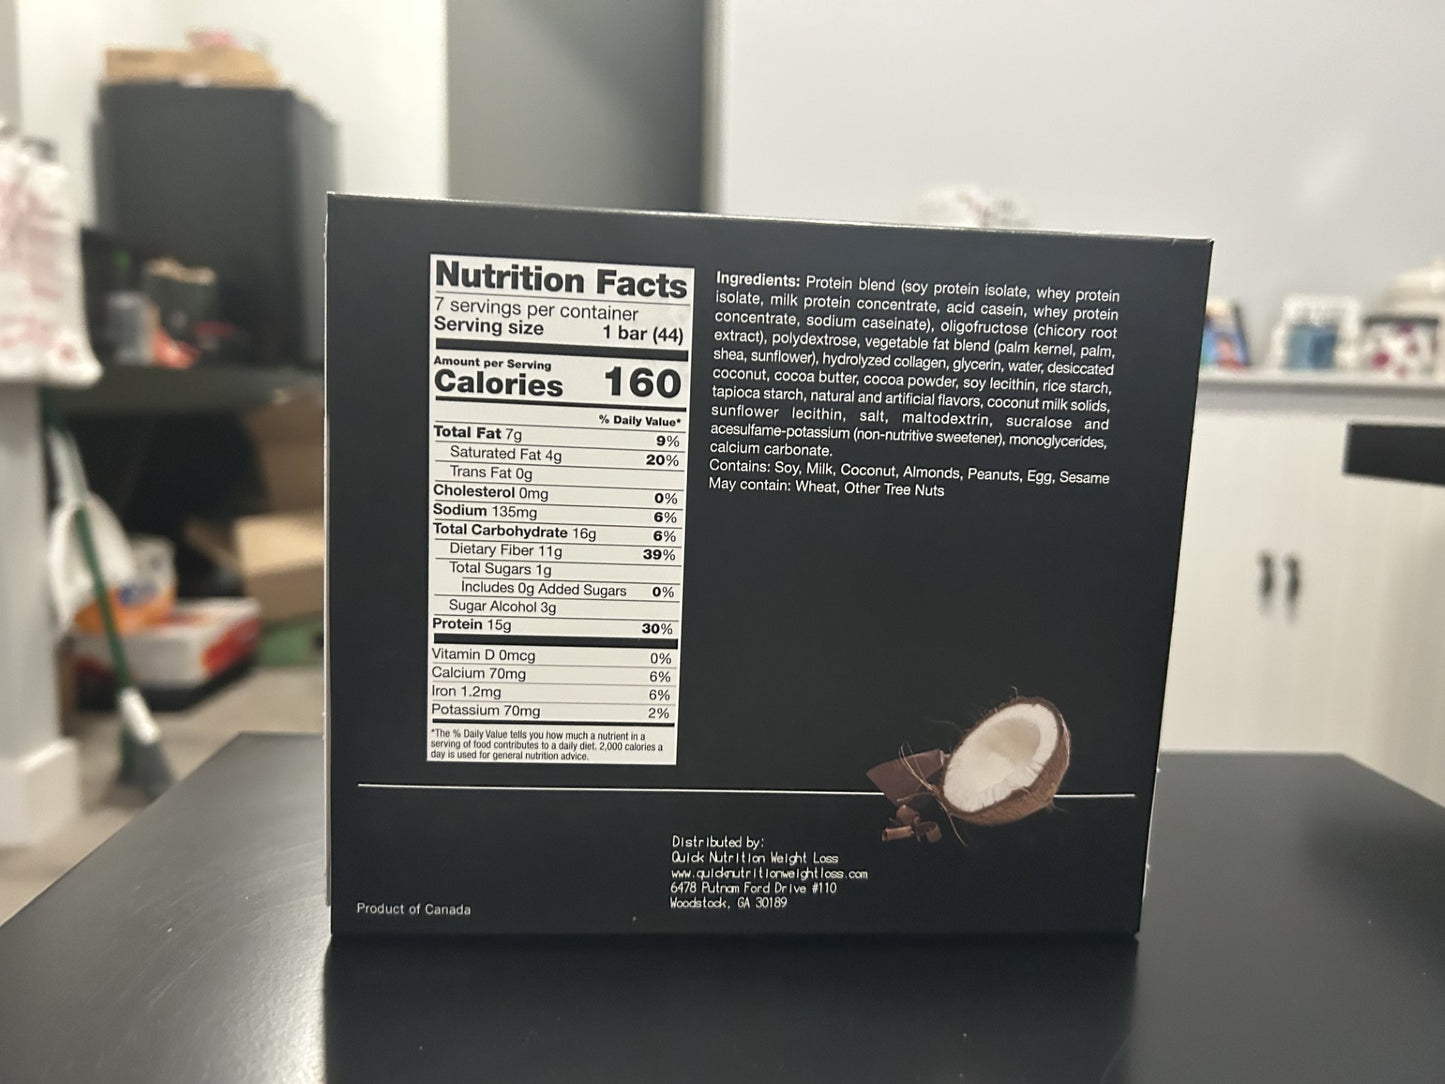 Nutrition Facts
7 servings per container
Serving size 1 bar (44)
Amount per Serving
Calories 160
% Daily Value*
Total Fat 7g 9%
Saturated Fat 4g 20%
Trans Fat 0g
Cholesterol 0mg 0%
Sodium 135mg 6%
Total Carbohydrate 16g 6%
Dietary Fiber 11g 39%
Total Sugars 1g
Includes 0g Added Sugars 0%
Sugar Alcohol 3g
Protein 15g 30%
Vitamin D 0mcg 0%
Calcium 70mg 6%
Iron 1.2mg 6%
Potassium 70mg 2%
*The % Daily Value tells you how much a nutrient in a
serving of food contributes to a daily diet. 2,000 calories a
day is used for general nutrition advice.
Ingredients: Protein blend (soy protein isolate, whey protein
isolate, milk protein concentrate, acid casein, whey protein
concentrate, sodium caseinate), oligofructose (chicory root
extract), polydextrose, vegetable fat blend (palm kernel, palm,
shea, sunflower), hydrolyzed collagen, glycerin, water, desiccated
coconut, cocoa butter, cocoa powder, soy lecithin, rice starch,
tapioca starch, natural and artificial flavors, coconut milk solids,
sunflower lecithin, salt, maltodextrin, sucralose and
acesulfame-potassium (non-nutritive sweetener), monoglycerides,
calcium carbonate.
Contains: Soy, Milk, Coconut, Almonds, Peanuts, Egg, Sesame
May contain: Wheat, Other Tree Nuts
Distributed by:
Quick Nutrition Weight Loss
www.quicknutritionweightloss.com
6478 Putnam Ford Drive #110
Woodstock, GA 30189
Product of Canada